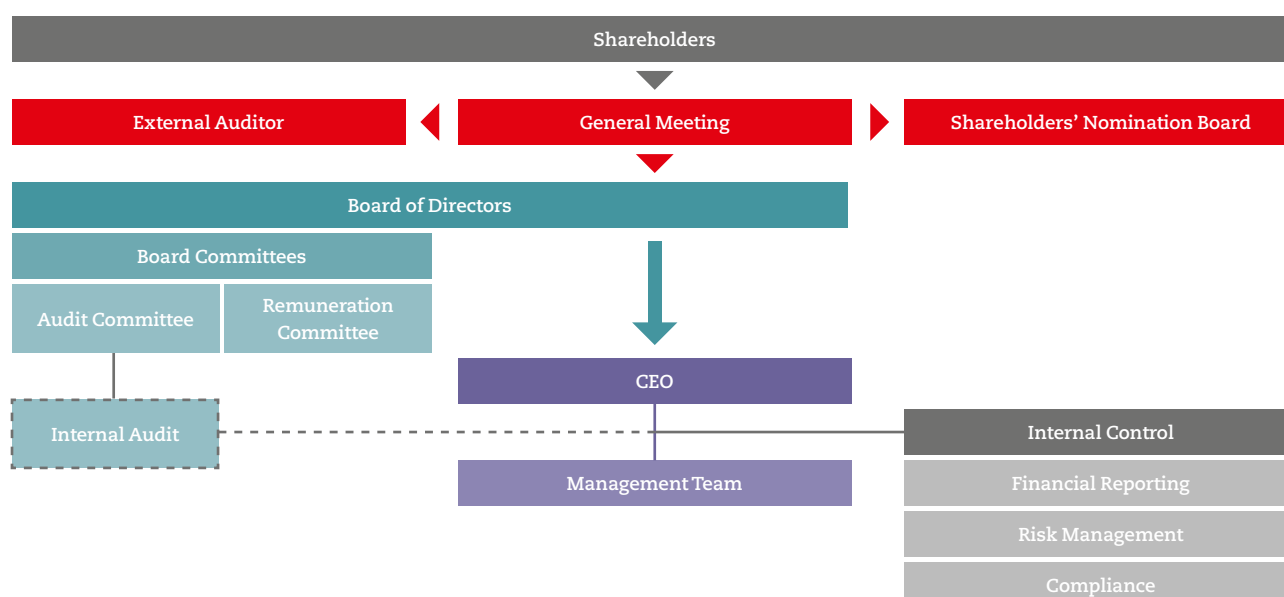 Shareholders
External Auditor
General Meeting
Shareholders’ Nomination Board
Board of Directors
Board Committees
Audit Committee
Remuneration
Committee
CEO
Internal Audit
Internal Control
Management Team
Financial Reporting
Risk Management
Compliance